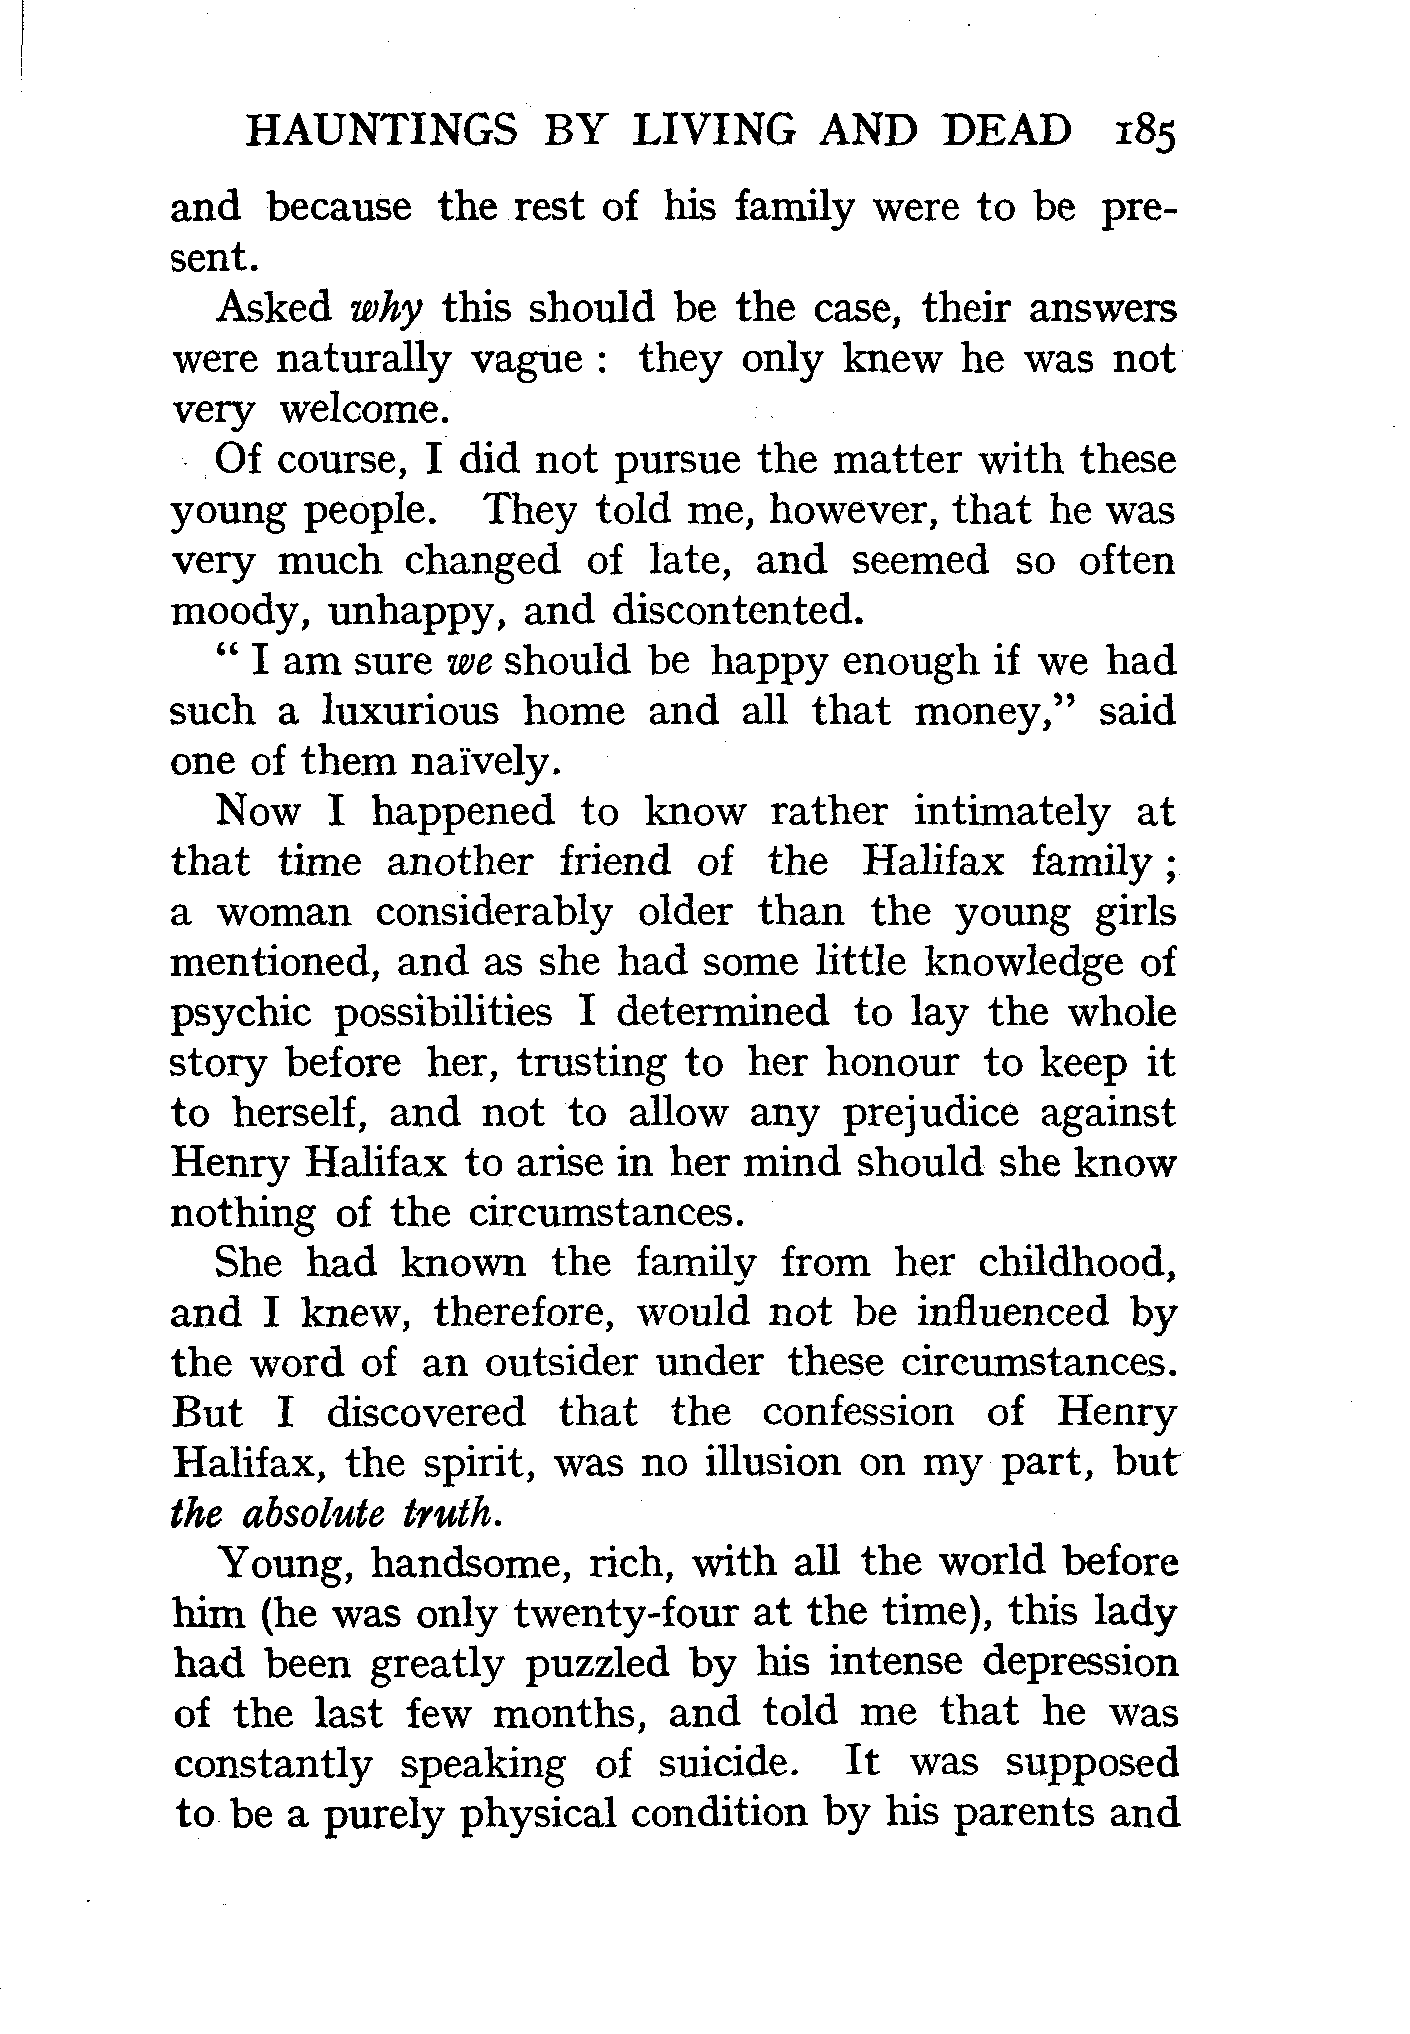 HAUNTINGS BY LIVING AND DEAD 185
and because the rest of his family were to be pre-
sent.
Asked why this should be the case, their answers
were naturally vague : they only knew he was not
very welcome.
Of course, I did not pursue the matter with these
young people. They told me, however, that he was
very much changed of late, and seemed so often
moody, unhappy, and discontented.
“ I am sure we should be happy enough if we had
such a luxurious home and all that money,” said
one of them naïvely.
Now I happened to know rather intimately at
that time another friend of the Halifax family ;
a woman considerably older than the young girls
mentioned, and as she had some little knowledge of
psychic possibilities I determined to lay the whole
story before her, trusting to her honour to keep it
to herself, and not to allow any prejudice against
Henry Halifax to arise in her mind should she know
nothing of the circumstances.
She had known the family from her childhood,
and I knew, therefore, would not be influenced by
the word of an outsider under these circumstances.
But I discovered that the confession of Henry
Halifax, the spirit, was no illusion on my part, but
the absolute truth.
Young, handsome, rich, with all the world before
him (he was only twenty-four at the time), this lady
had been greatly puzzled by his intense depression
of the last few months, and told me that he was
constantly speaking of suicide. It was supposed
to be a purely physical condition by his parents and